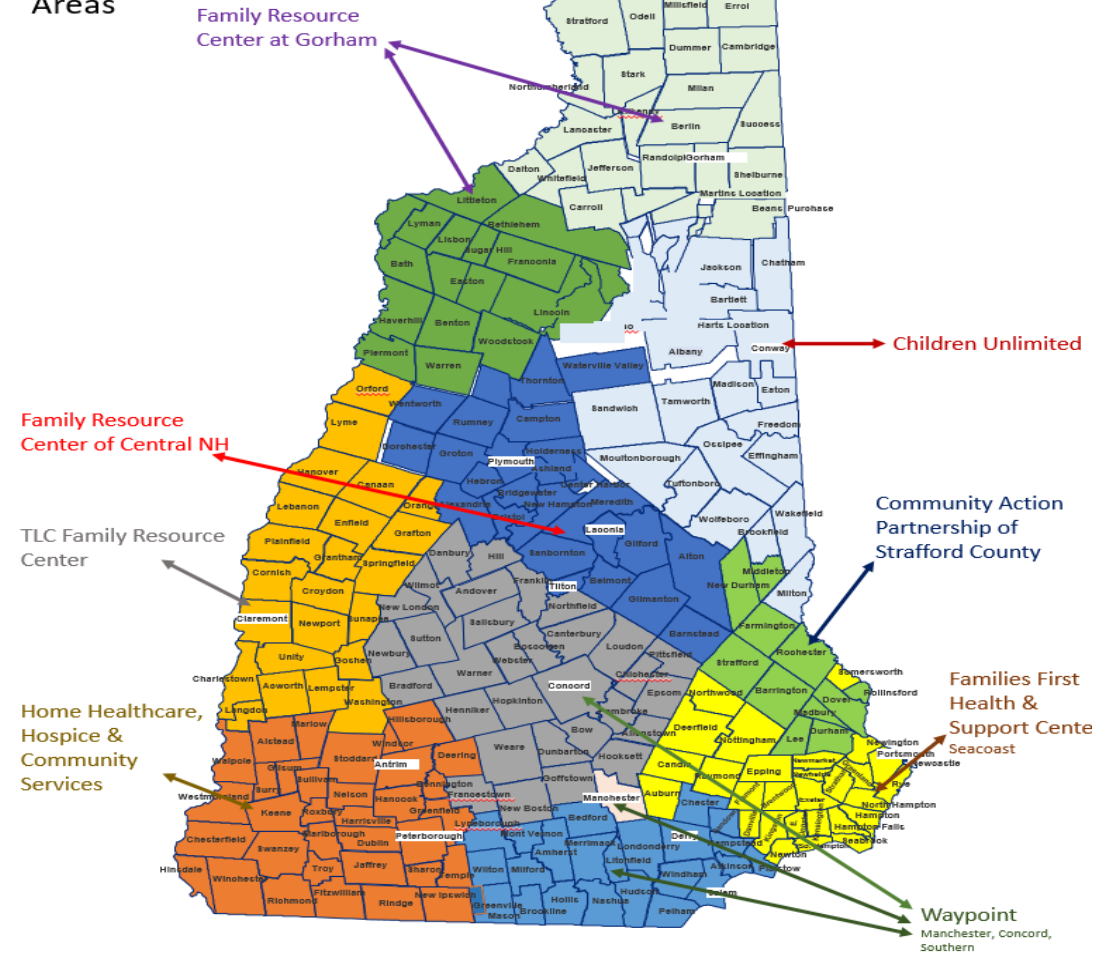 Areas
Family Resource
Center at Gorham
Stratford
Odell
Millsfield
Errol
Dummer
Cambridge
Stark
Milan
Northumberland
Berlin
Success
Lancaster
Randolph
Gorham
Dalton
Whitefield
Jefferson
Shelburne
Martins Location
Carroll
Beans Purchase
Littleton
Lyman
Bethlehem
Lisbon
Sugar Hill
Franconia
Bath
Easton
Lincoln
Haverhill
Benton
Woodstock
Piermont
Warren
Jackson
Chatham
Bartlett
Harts Location
Albany
Conway
Children Unlimited
Waterville Valley
Thornton
Madison
Eaton
Tamworth
Sandwich
Freedom
Ossipee
Effingham
Moultonborough
Tuftonboro
Wolfeboro
Wakefield
Brookfield
Orford
Wentworth
Lyme
Rumney
Campton
Dorchester
Groton
Plymouth
Holderness
Ashland
Family Resource
Center of Central NH
Hanover
Canaan
Hebron
Bridgewater
Center Harbor
New Hampton
Meredith
Orange
Alexandria
Bristol
Lebanon
Enfield
Grafton
Laconia
Gilford
Alton
Sanbornton
Plainfield
Grantham
Springfield
Danbury
Hill
Tilton
Belmont
Gilmanton
Barnstead
New Durham
Middleton
Milton
Community Action
Partnership of
Strafford County
TLC Family Resource
Center
Cornish
Croydon
Wilmot
Andover
Franklin
Northfield
Claremont
Newport
Sunapee
New London
Salisbury
Sutton
Canterbury
Loudon
Pittsfield
Farmington
Rochester
Strafford
Somersworth
Rollinsford
Unity
Goshen
Newbury
Boscawen
Webster
Warner
Chichester
Epsom
Northwood
Barrington
Dover
Madbury
Charlestown
Acworth
Lempster
Washington
Bradford
Concord
Hopkinton
Henniker
Pembroke
Allenstown
Deerfield
Nottingham
Lee
Durham
Families First
Health &
Support Cente
Seacoast
Langdon
Home Healthcare,
Hospice &
Community
Services
Marlow
Hillsborough
Windsor
Alstead
Walpole
Gilsum
Stoddard
Antrim
Deering
Weare
Dunbarton
Bow
Hooksett
Candia
Raymond
Epping
Newmarket
Newfields
Newington
Portsmouth
Newcastle
Westmoreland
Surry
Sullivan
Nelson
Hancock
Bennington
Francestown
Greenfield
Goffstown
New Boston
Manchester
Auburn
Chester
Fremont
Brentwood
Exeter
Stratham
Greenland
Rye
North Hampton
Hampton
Hampton Falls
Seabrook
Keene
Roxbury
Harrisville
Marlborough
Dublin
Peterborough
Lyndeborough
Mont Vernon
Bedford
Merrimack
Londonderry
Derry
Sandown
Danville
Kingston
Kensington
Hampstead
Newton
Plaistow
Chesterfield
Swanzey
Troy
Jaffrey
Sharon
Temple
Wilton
Milford
Amherst
Litchfield
Windham
Atkinson
Salem
Hinsdale
Winchester
Richmond
Fitzwilliam
Rindge
New Ipswich
Greenville
Mason
Brookline
Hollis
Nashua
Hudson
Pelham
Waypoint
Manchester, Concord,
Southern